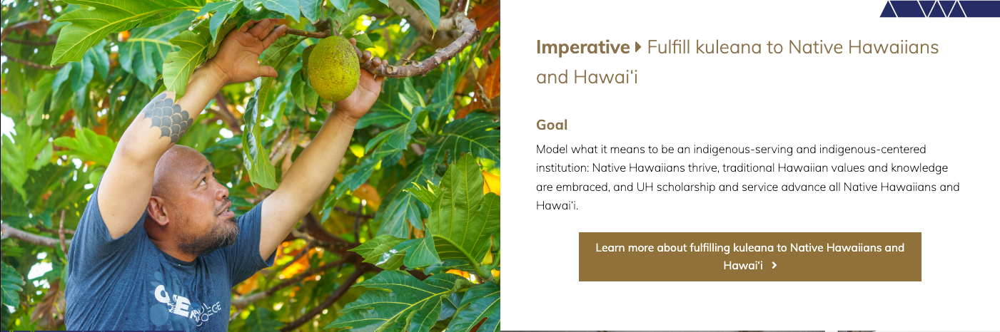 Imperative Fulfill kuleana to Native Hawaiians
and Hawaiʻi
Goal
Model what it means to be an indigenous-serving and indigenous-centered
institution: Native Hawaiians thrive, traditional Hawaiian values and knowledge
are embraced, and UH scholarship and service advance all Native Hawaiians and
Hawaiʻi.
Learn more about fulfilling kuleana to Native Hawaiians and
Hawaiʻi